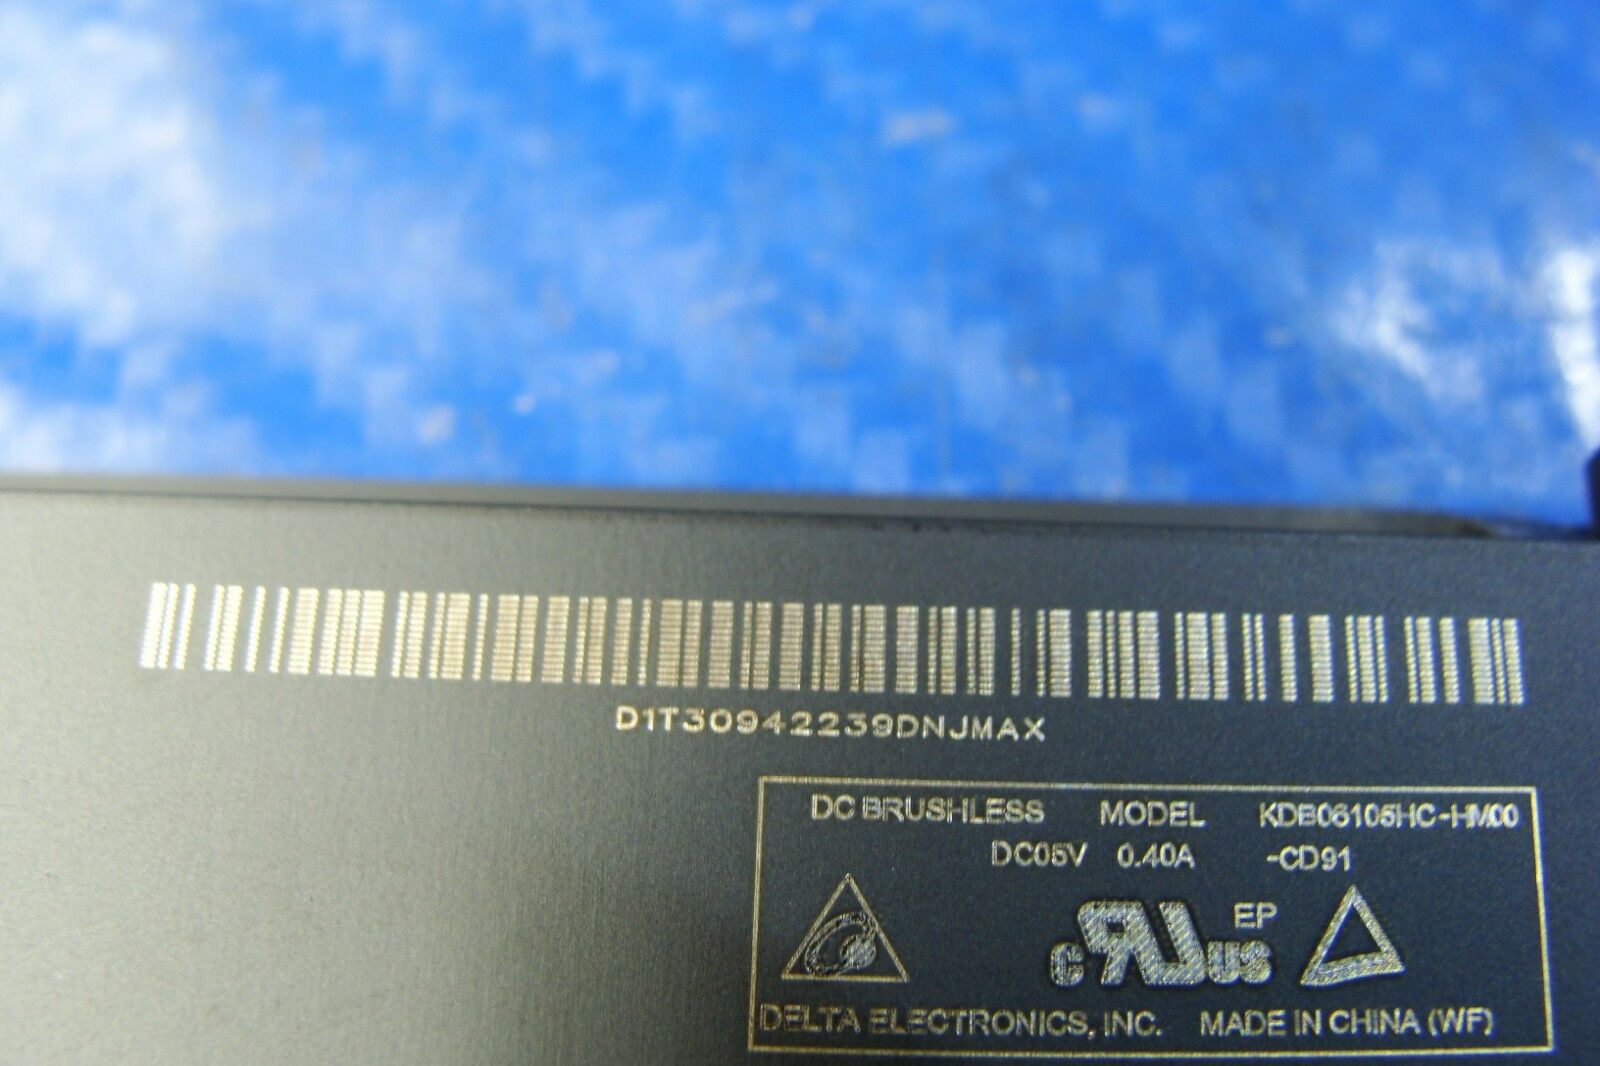 D1T30942239DNJMAX
DC BRUSHLESS MODEL KDB06105HC-HM00
DC05V 0.40A -CD91
c RU us EP
DELTA ELECTRONICS, INC. MADE IN CHINA (WF)